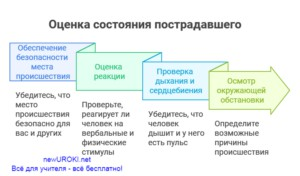 Оценка состояния пострадавшего
Обеспечение
безопасности
места
происшествия
Убедитесь, что
место
происшествия
безопасно для
вас и других
Оценка
реакции
Проверьте,
реагирует ли
человек на
вербальные и
физические
стимулы
Проверка
дыхания и
сердцебиения
Убедитесь, что
человек
дышит и у него
есть пульс
Осмотр
окружающей
обстановки
Определите
возможные
причины
происшествия
newUROKI.net
Всё для учителя - всё бесплатно!